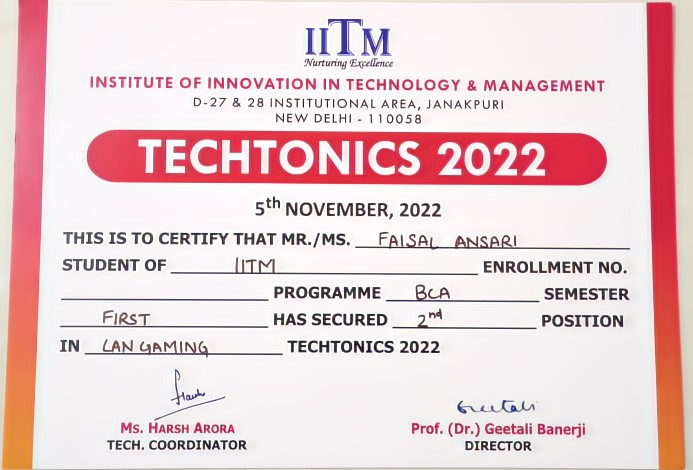 IITM
Nurturing Excellence
INSTITUTE OF INNOVATION IN TECHNOLOGY & MANAGEMENT
D-27 & 28 INSTITUTIONAL AREA, JANAKPURI
NEW DELHI - 110058
TECHTONICS 2022
5th NOVEMBER, 2022
THIS IS TO CERTIFY THAT MR./MS. FAISAL ANSARI
STUDENT OF IITM ENROLLMENT NO.
PROGRAMME BCA SEMESTER
FIRST HAS SECURED 2nd POSITION
IN LAN GAMING TECHTONICS 2022
Harsh Geetali
Ms. HARSH ARORA Prof. (Dr.) Geetali Banerji
TECH. COORDINATOR DIRECTOR